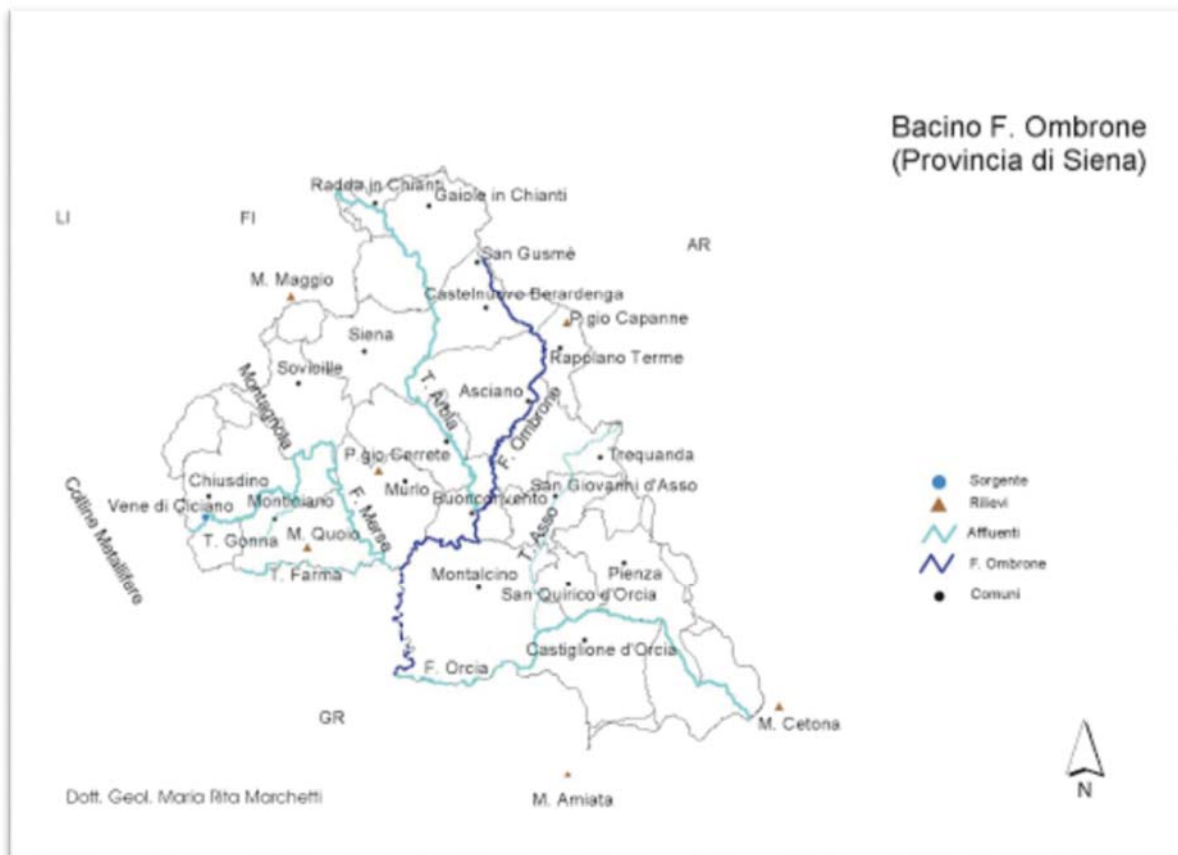 Bacino F. Ombrone
(Provincia di Siena)
Radda in Chianti
Gaiole in Chianti
LI
FI
AR
San Gusmè
M. Maggio
Castelnuovo Berardenga
P.gio Capanne
Siena
Rapolano Terme
Sovicille
Montagnola
Asciano
T. Arbia
F. Ombrone
P.gio Cerrete
Trequanda
Chiusdino
Murlo
San Giovanni d'Asso
Vene di Ciciano
Monticiano
Buonconvento
F. Merse
Colline Metallifere
T. Gonna
M. Quoio
T. Asso
T. Farma
Montalcino
Pienza
San Quirico d'Orcia
Castiglione d'Orcia
F. Orcia
GR
M. Cetona
M. Amiata
Sorgente
Rilievi
Affluenti
F. Ombrone
Comuni
N
Dott. Geol. Maria Rita Marchetti